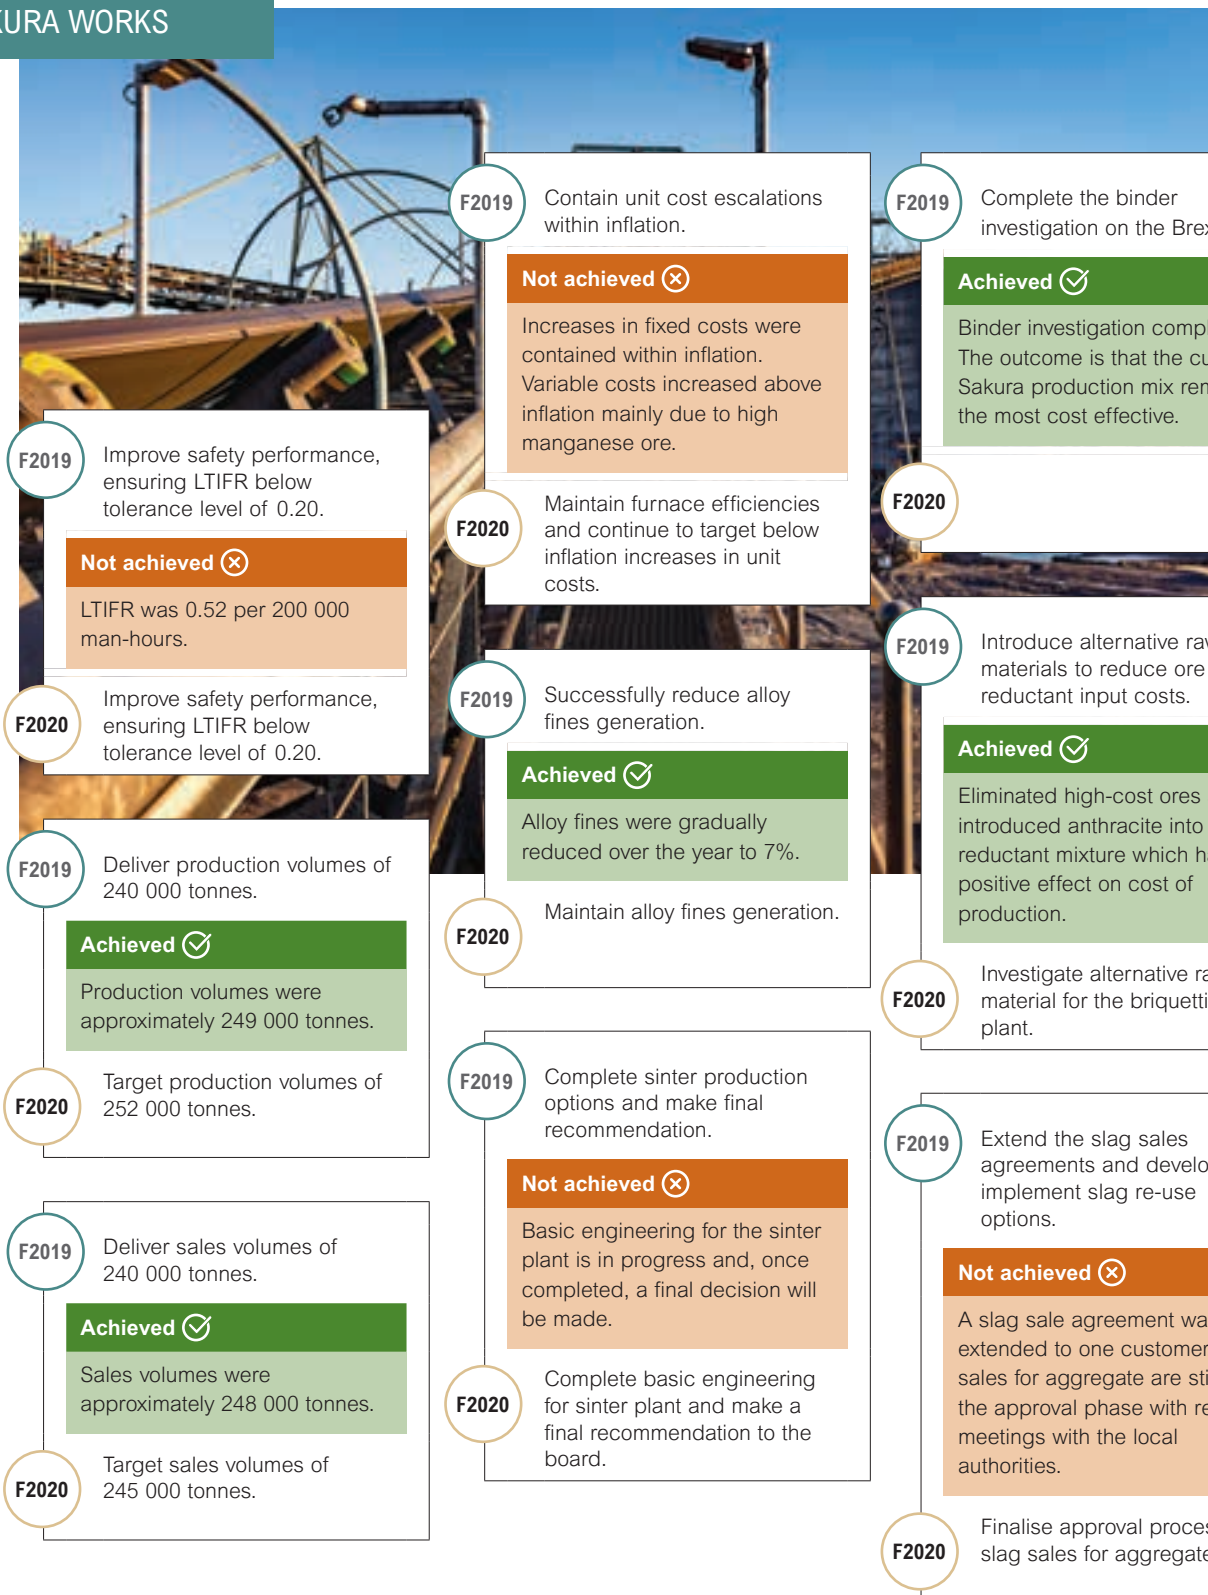 KURA WORKS
F2019
Improve safety performance,
ensuring LTIFR below
tolerance level of 0.20.
Not achieved
LTIFR was 0.52 per 200 000
man-hours.
F2020
Improve safety performance,
ensuring LTIFR below
tolerance level of 0.20.
F2019
Deliver production volumes of
240 000 tonnes.
Achieved
Production volumes were
approximately 249 000 tonnes.
F2020
Target production volumes of
252 000 tonnes.
F2019
Deliver sales volumes of
240 000 tonnes.
Achieved
Sales volumes were
approximately 248 000 tonnes.
F2020
Target sales volumes of
245 000 tonnes.
F2019
Contain unit cost escalations
within inflation.
Not achieved
Increases in fixed costs were
contained within inflation.
Variable costs increased above
inflation mainly due to high
manganese ore.
F2020
Maintain furnace efficiencies
and continue to target below
inflation increases in unit
costs.
F2019
Successfully reduce alloy
fines generation.
Achieved
Alloy fines were gradually
reduced over the year to 7%.
F2020
Maintain alloy fines generation.
F2019
Complete sinter production
options and make final
recommendation.
Not achieved
Basic engineering for the sinter
plant is in progress and, once
completed, a final decision will
be made.
F2020
Complete basic engineering
for sinter plant and make a
final recommendation to the
board.
F2019
Complete the binder
investigation on the Brex
Achieved
Binder investigation comp
The outcome is that the cu
Sakura production mix rem
the most cost effective.
F2020
F2019
Introduce alternative ra
materials to reduce ore
reductant input costs.
Achieved
Eliminated high-cost ores
introduced anthracite into
reductant mixture which h
positive effect on cost of
production.
F2020
Investigate alternative ra
material for the briquetti
plant.
F2019
Extend the slag sales
agreements and develo
implement slag re-use
options.
Not achieved
A slag sale agreement wa
extended to one customer
sales for aggregate are sti
the approval phase with re
meetings with the local
authorities.
F2020
Finalise approval proces
slag sales for aggregate